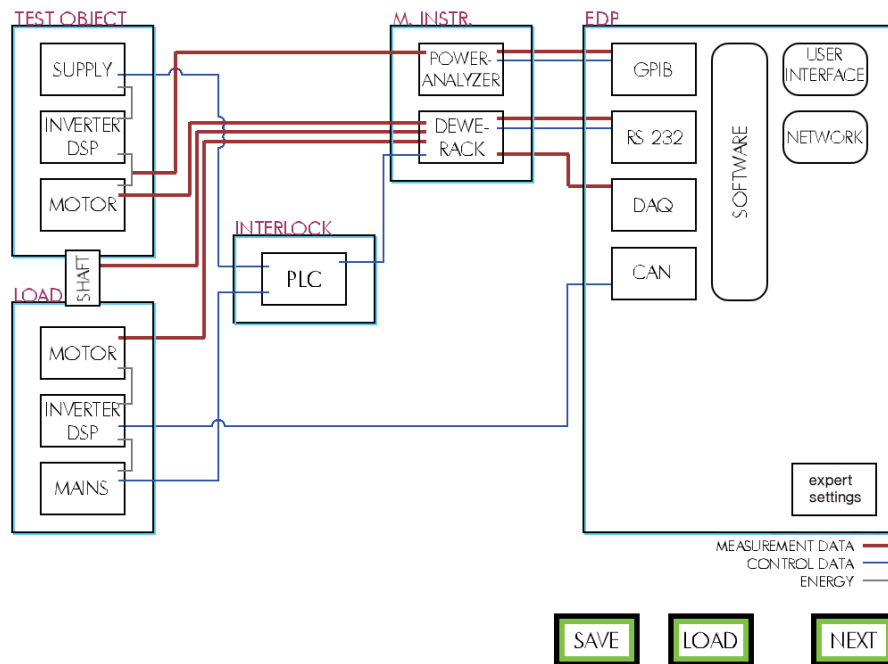 TEST OBJECT
SUPPLY
INVERTER
DSP
MOTOR
SHAFT
LOAD
MOTOR
INVERTER
DSP
MAINS
INTERLOCK
PLC
M. INSTR.
POWER-
ANALYZER
DEWE-
RACK
EDP
GPIB
RS 232
DAQ
CAN
SOFTWARE
USER
INTERFACE
NETWORK
expert
settings
MEASUREMENT DATA
CONTROL DATA
ENERGY
SAVE
LOAD
NEXT